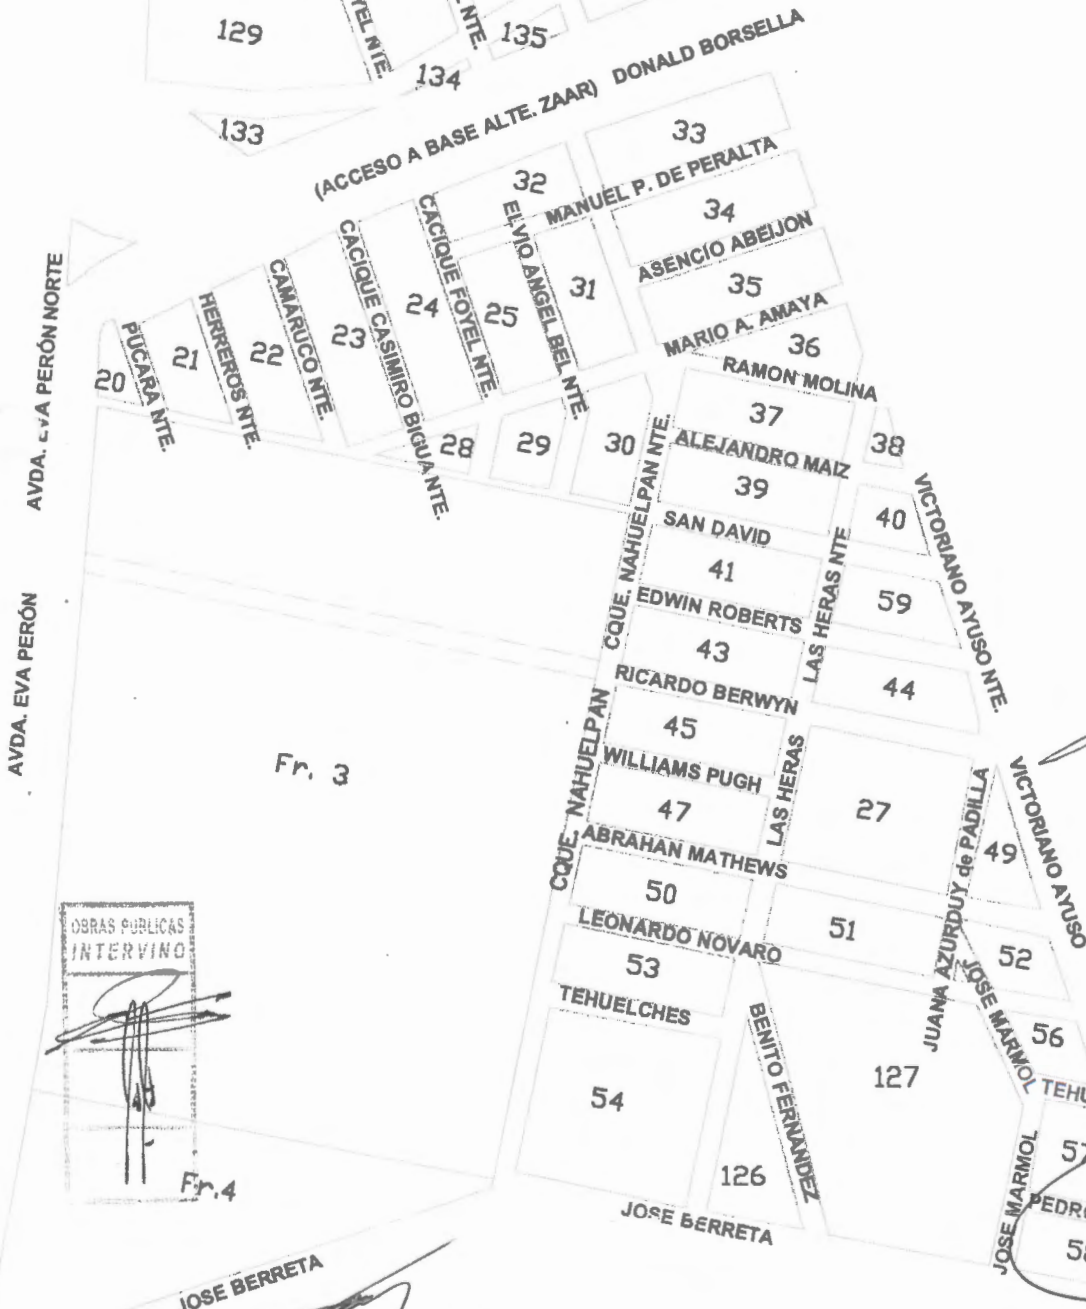 129
YEL NTE.
NTE.
135
134
133
(ACCESO A BASE ALTE. ZAAR) DONALD BORSELLA
33
MANUEL P. DE PERALTA
32
34
ASENCIO ABEIJON
35
MARIO A. AMAYA
36
RAMON MOLINA
AVDA. EVA PERÓN NORTE
20
PUCARA NTE.
21
HERREROS NTE.
22
CAMARUCO NTE.
23
CACIQUE CASIMIRO BIGUA NTE.
24
CACIQUE FOYEL NTE.
25
ELVIO ANGEL BEL NTE.
31
28
29
30
37
ALEJANDRO MAIZ
38
39
SAN DAVID
40
VICTORIANO AYUSO NTE.
CQUE. NAHUELPAN NTE.
41
LAS HERAS NTE
EDWIN ROBERTS
59
43
RICARDO BERWYN
44
AVDA. EVA PERÓN
Fr. 3
CQUE. NAHUELPAN
45
WILLIAMS PUGH
LAS HERAS
47
27
ABRAHAN MATHEWS
JUANA AZURDUY de PADILLA
49
VICTORIANO AYUSO
50
LEONARDO NOVARO
51
52
53
TEHUELCHES
JOSE MARMOL
56
BENITO FERNANDEZ
127
TEHU
54
57
JOSE MARMOL
126
PEDRO
JOSE BERRETA
OBRAS PUBLICAS
INTERVINO
Fr.4
JOSE BERRETA